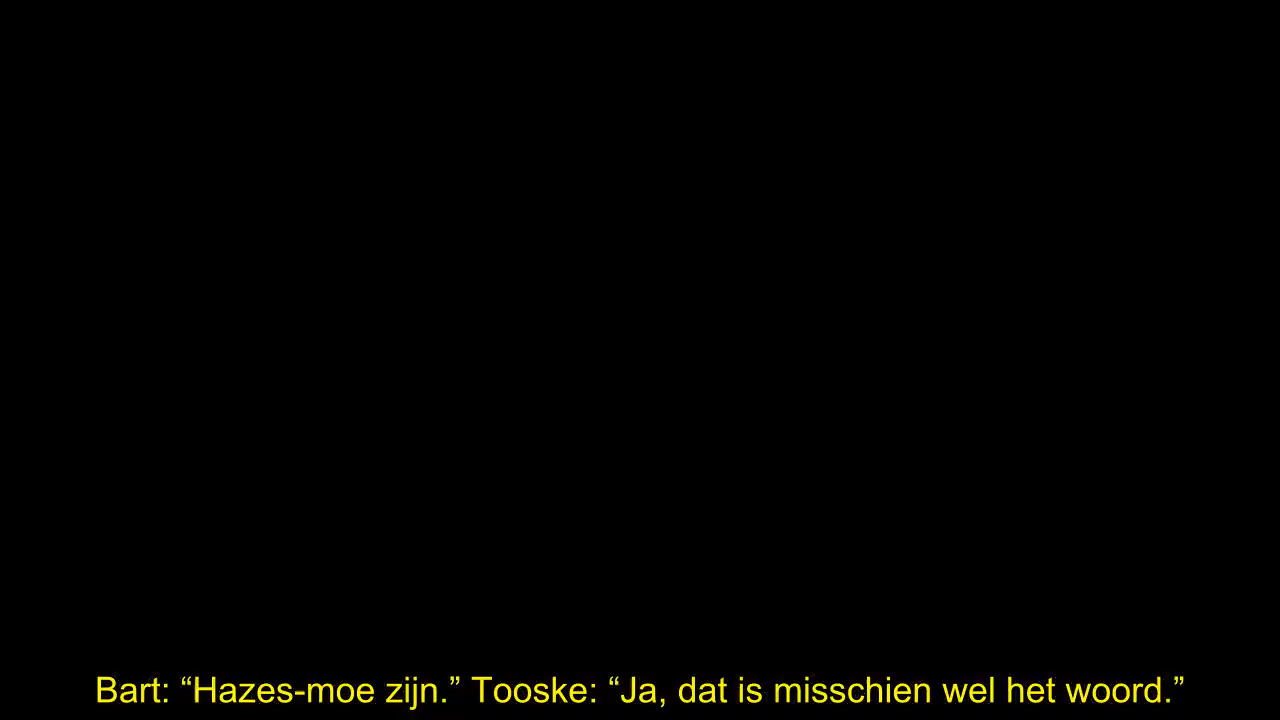 Bart: “Hazes-moe zijn.” Tooske: “Ja, dat is misschien wel het woord.”